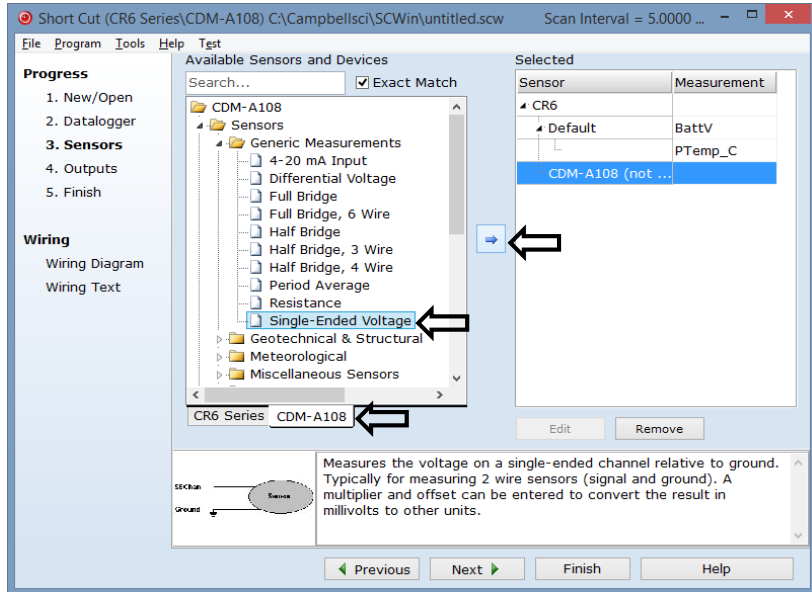 Short Cut (CR6 Series\CDM-A108) C:\Campbellsci\SCWin\untitled.scw Scan Interval = 5.0000 ...
File Program Tools Help Test
Progress
1. New/Open
2. Datalogger
3. Sensors
4. Outputs
5. Finish
Wiring
Wiring Diagram
Wiring Text
Available Sensors and Devices
Search... Exact Match
CDM-A108
Sensors
Generic Measurements
4-20 mA Input
Differential Voltage
Full Bridge
Full Bridge, 6 Wire
Half Bridge
Half Bridge, 3 Wire
Half Bridge, 4 Wire
Period Average
Resistance
Single-Ended Voltage
Geotechnical & Structural
Meteorological
Miscellaneous Sensors
CR6 Series CDM-A108
Selected
Sensor Measurement
CR6
Default BattV
PTemp_C
CDM-A108 (not ...
Edit Remove
SEChan
Sensor
Ground
Measures the voltage on a single-ended channel relative to ground.
Typically for measuring 2 wire sensors (signal and ground). A
multiplier and offset can be entered to convert the result in
millivolts to other units.
Previous Next Finish Help